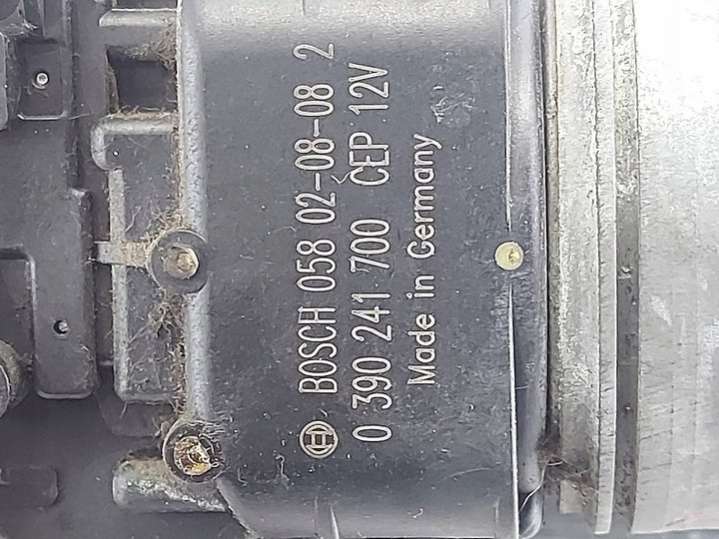 BOSCH 058 02-08-08 2
0 390 241 700 CEP 12V
Made in Germany